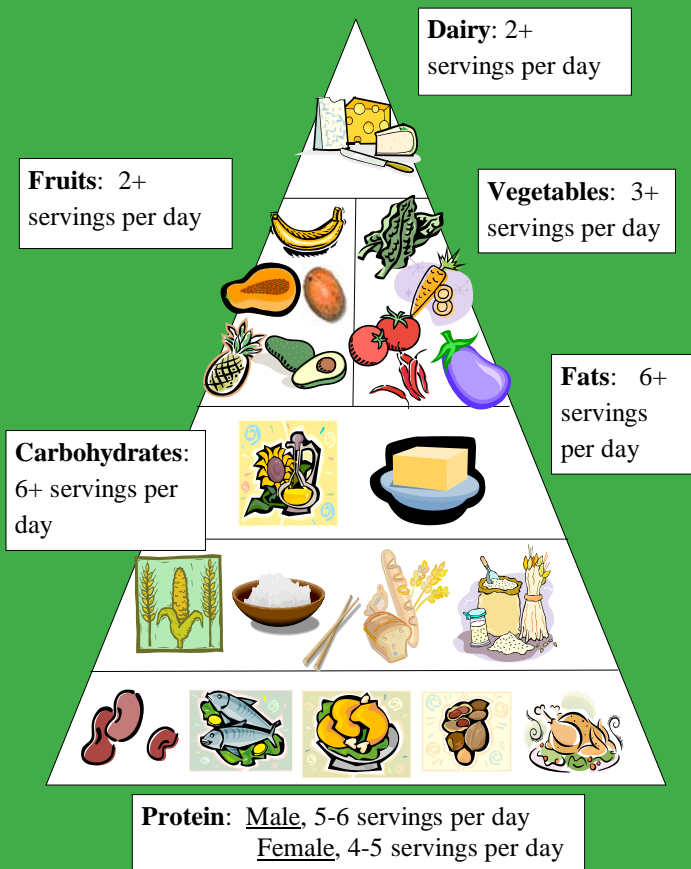 Dairy: 2+
servings per day
Fruits: 2+
servings per day
Vegetables: 3+
servings per day
Fats: 6+
servings
per day
Carbohydrates:
6+ servings per
day
Protein: Male, 5-6 servings per day
Female, 4-5 servings per day